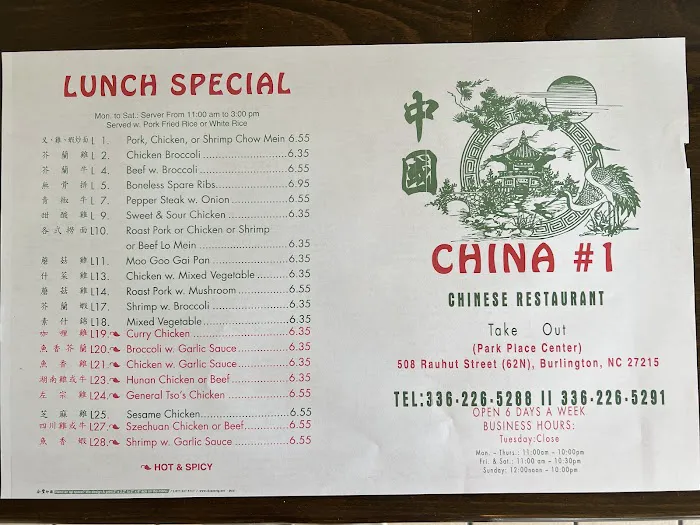 LUNCH SPECIAL
Mon. to Sat.: Server From 11:00 am to 3:00 pm
Served w. Pork Fried Rice or White Rice
叉·雞·蝦炒面 L 1. Pork, Chicken, or Shrimp Chow Mein 6.55
芥蘭雞 L 2. Chicken Broccoli 6.35
芥蘭牛 L 4. Beef w. Broccoli 6.55
無骨排 L 5. Boneless Spare Ribs 6.95
青椒牛 L 7. Pepper Steak w. Onion 6.55
甜酸雞 L 9. Sweet & Sour Chicken 6.35
各式撈面 L10. Roast Pork or Chicken or Shrimp
or Beef Lo Mein 6.35
蘑菇雞 L11. Moo Goo Gai Pan 6.35
什菜雞 L13. Chicken w. Mixed Vegetable 6.35
蘑菇 L14. Roast Pork w. Mushroom 6.55
芥蘭蝦 L17. Shrimp w. Broccoli 6.35
素什錦 L18. Mixed Vegetable 6.35
咖喱雞 L19. Curry Chicken 6.35
魚香芥蘭 L20. Broccoli w. Garlic Sauce 6.35
魚香雞 L21. Chicken w. Garlic Sauce 6.35
湖南雞或牛 L23. Hunan Chicken or Beef 6.35
左宗雞 L24. General Tso's Chicken 6.55
芝麻雞 L25. Sesame Chicken 6.55
四川雞或牛 L27. Szechuan Chicken or Beef 6.55
魚香蝦 L28. Shrimp w. Garlic Sauce 6.55
HOT & SPICY
中國
CHINA #1
CHINESE RESTAURANT
Take Out
(Park Place Center)
508 Rauhut Street (62N), Burlington, NC 27215
TEL:336-226-5288 II 336-226-5291
OPEN 6 DAYS A WEEK
BUSINESS HOURS:
Tuesday:Close
Mon. - Thurs.: 11:00am - 10:00pm
Fri. & Sat.: 11:00 am - 10:30pm
Sunday: 12:00noon - 10:00pm